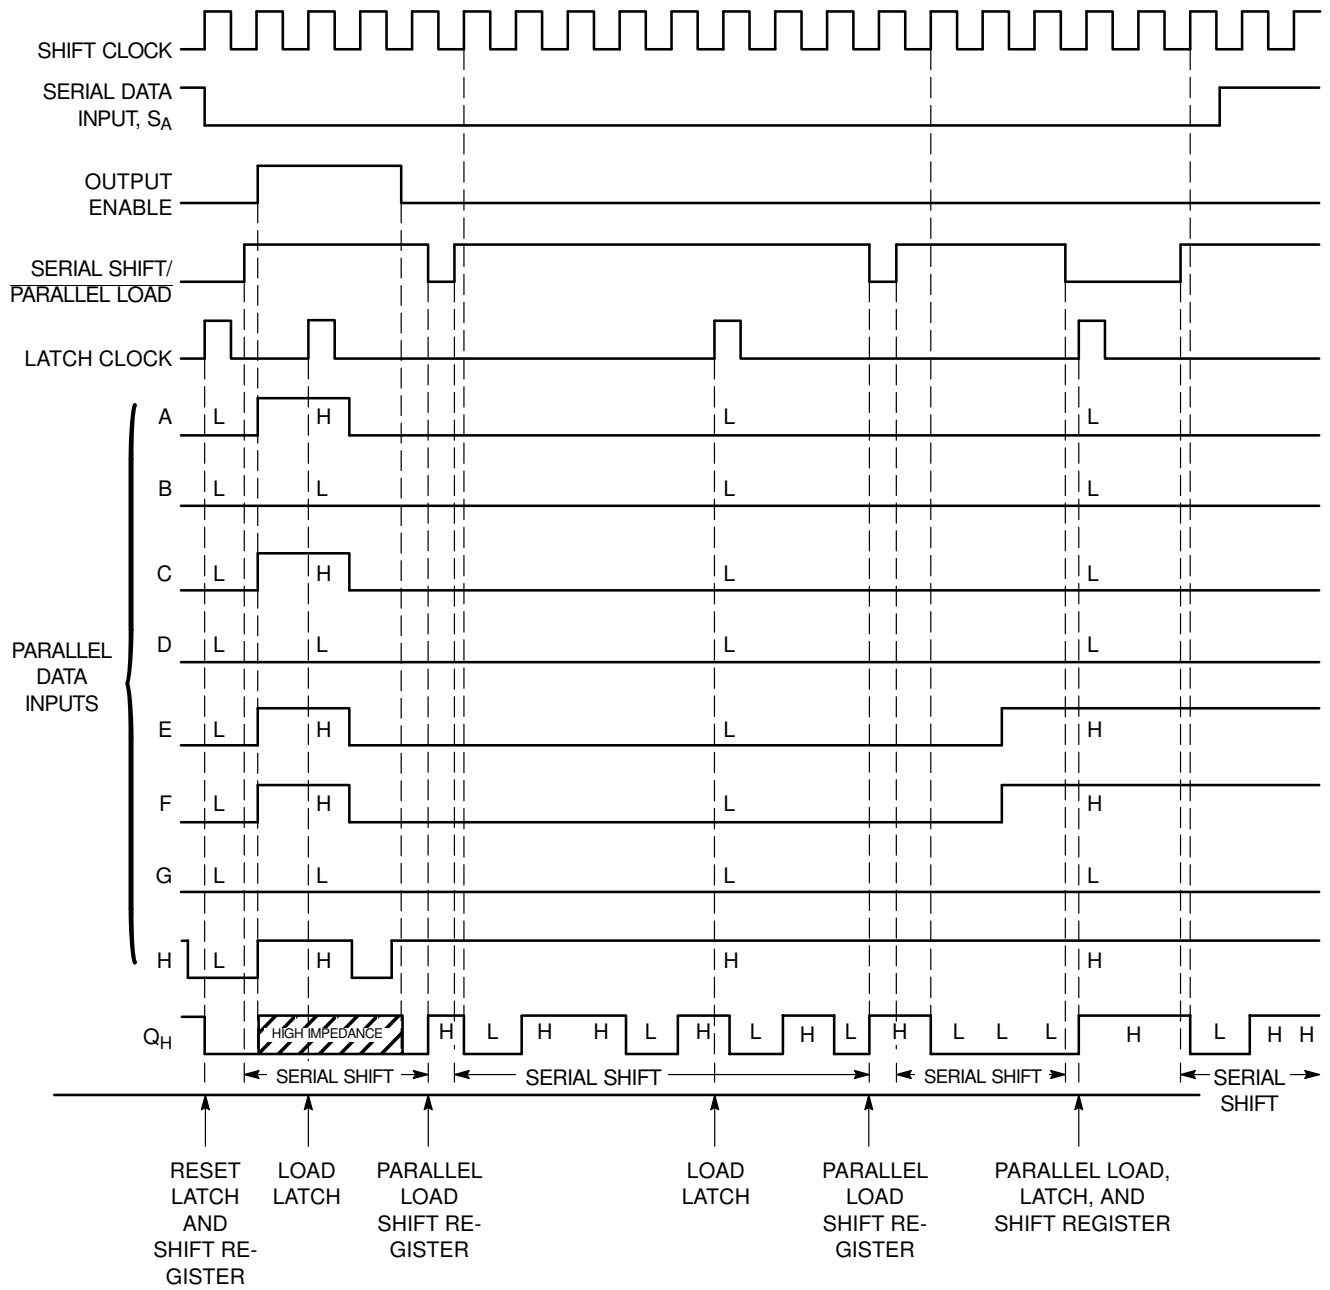 SHIFT CLOCK
SERIAL DATA
INPUT, SA
OUTPUT
ENABLE
SERIAL SHIFT/
PARALLEL LOAD
LATCH CLOCK
A L H L L
B L L L L
C L H L L
D L L L L
PARALLEL
DATA
INPUTS
E L H L H
F L H L H
G L L L L
H L H H H
QH HIGH IMPEDANCE H L H H L H L H L H L L L H L H H
SERIAL SHIFT SERIAL SHIFT SERIAL SHIFT SERIAL
SHIFT
RESET
LATCH
AND
SHIFT RE-
GISTER
LOAD
LATCH
PARALLEL
LOAD
SHIFT RE-
GISTER
LOAD
LATCH
PARALLEL
LOAD
SHIFT RE-
GISTER
PARALLEL LOAD,
LATCH, AND
SHIFT REGISTER